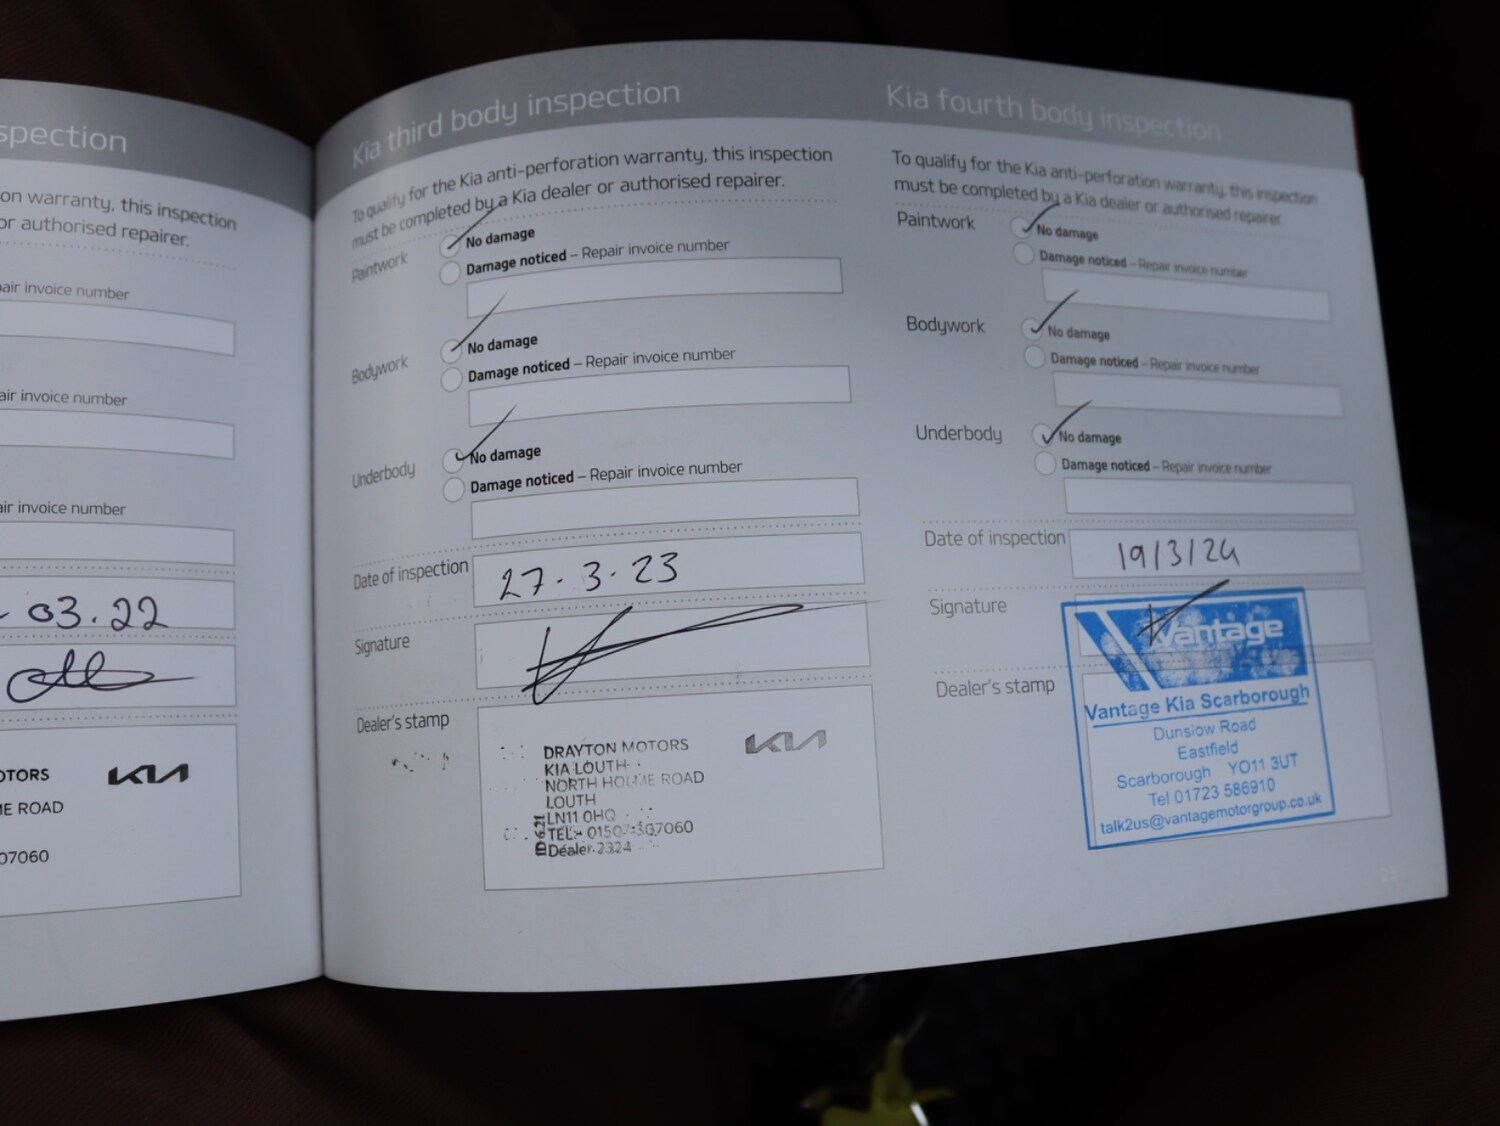 spection
on warranty, this inspection
or authorised repairer.
air invoice number
air invoice number
air invoice number
03.22
OTORS KIA
ME ROAD
07060
Kia third body inspection
To qualify for the Kia anti-perforation warranty, this inspection
must be completed by a Kia dealer or authorised repairer.
Paintwork
No damage
Damage noticed – Repair invoice number
Bodywork
No damage
Damage noticed – Repair invoice number
Underbody
No damage
Damage noticed – Repair invoice number
Date of inspection 27.3.23
Signature
Dealer's stamp
DRAYTON MOTORS KIA
KIA LOUTH
NORTH HOLME ROAD
LOUTH
LN11 0HQ
TEL:- 01507 307060
Dealer 2324
Kia fourth body inspection
To qualify for the Kia anti-perforation warranty, this inspection
must be completed by a Kia dealer or authorised repairer.
Paintwork
No damage
Damage noticed – Repair invoice number
Bodywork
No damage
Damage noticed – Repair invoice number
Underbody
No damage
Damage noticed – Repair invoice number
Date of inspection 19/3/24
Signature
Dealer's stamp
Vantage
Vantage Kia Scarborough
Dunslow Road
Eastfield
Scarborough YO11 3UT
Tel 01723 586910
talk2us@vantagemotorgroup.co.uk